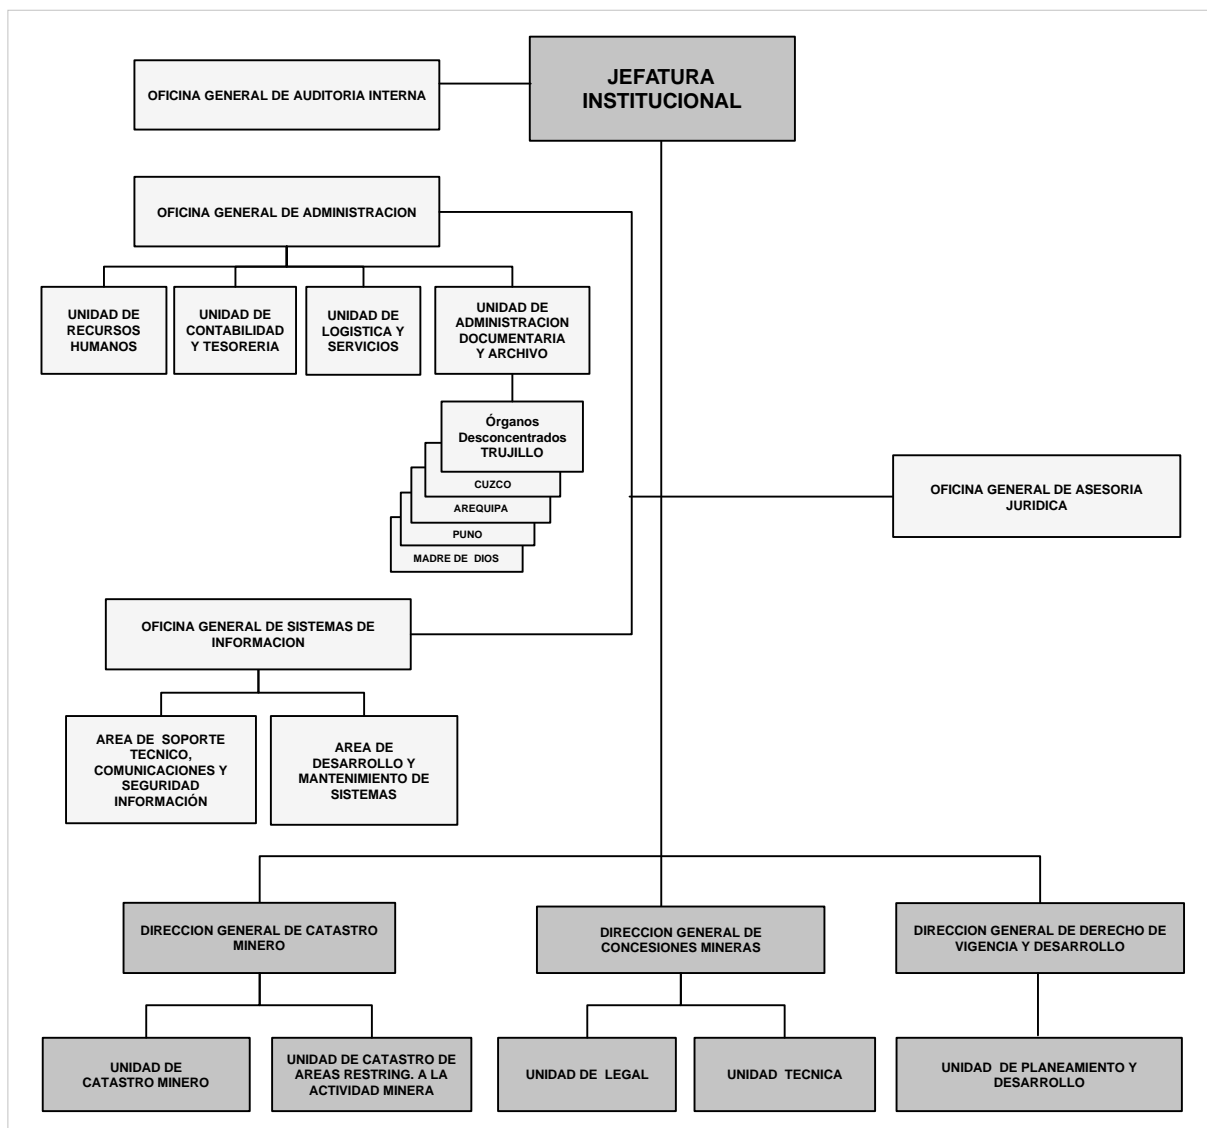 JEFATURA
INSTITUCIONAL
OFICINA GENERAL DE AUDITORIA INTERNA
OFICINA GENERAL DE ADMINISTRACION
UNIDAD DE
RECURSOS
HUMANOS
UNIDAD DE
CONTABILIDAD
Y TESORERIA
UNIDAD DE
LOGISTICA Y
SERVICIOS
UNIDAD DE
ADMINISTRACION
DOCUMENTARIA
Y ARCHIVO
Órganos
Desconcentrados
TRUJILLO
CUZCO
AREQUIPA
PUNO
MADRE DE  DIOS
OFICINA GENERAL DE ASESORIA
JURIDICA
OFICINA GENERAL DE SISTEMAS DE
INFORMACION
AREA DE  SOPORTE
TECNICO,
COMUNICACIONES Y
SEGURIDAD
INFORMACIÓN
AREA DE
DESARROLLO Y
MANTENIMIENTO DE
SISTEMAS
DIRECCION GENERAL DE CATASTRO
MINERO
DIRECCION GENERAL DE
CONCESIONES MINERAS
DIRECCION GENERAL DE DERECHO DE
VIGENCIA Y DESARROLLO
UNIDAD DE
CATASTRO MINERO
UNIDAD DE CATASTRO DE
AREAS RESTRING. A LA
ACTIVIDAD MINERA
UNIDAD DE  LEGAL
UNIDAD  TECNICA
UNIDAD  DE PLANEAMIENTO Y
DESARROLLO